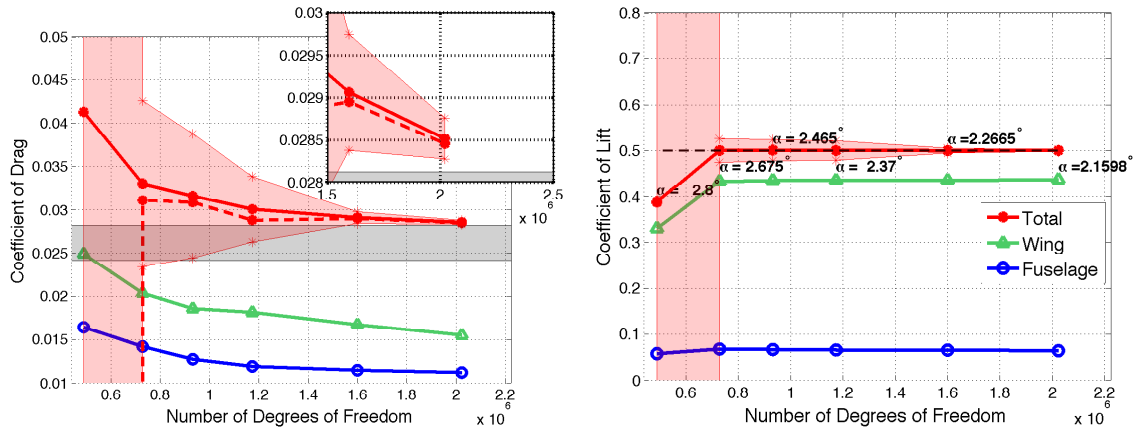 0.05
0.045
0.04
0.035
0.03
0.025
0.02
0.015
0.01
Coefficient of Drag
0.6 0.8 1 1.2 1.4 1.6 1.8 2 2.2
x 10^6
Number of Degrees of Freedom
0.03
0.0295
0.029
0.0285
0.028
1.5 2 2.5
x 10^6
0.8
0.7
0.6
0.5
0.4
0.3
0.2
0.1
0
Coefficient of Lift
α = 2.8°
α = 2.675°
α = 2.465°
α = 2.37°
α =2.2665°
α =2.1598°
Total
Wing
Fuselage
0.6 0.8 1 1.2 1.4 1.6 1.8 2 2.2
x 10^6
Number of Degrees of Freedom